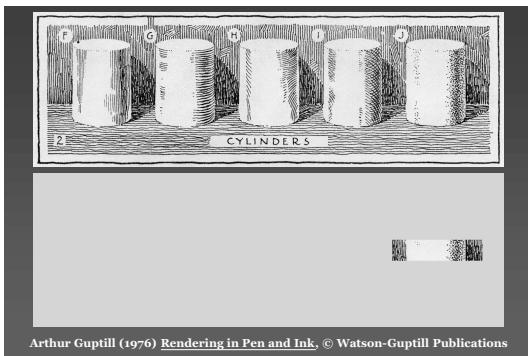 F G H I J
2 CYLINDERS
Arthur Guptill (1976) Rendering in Pen and Ink, © Watson-Guptill Publications